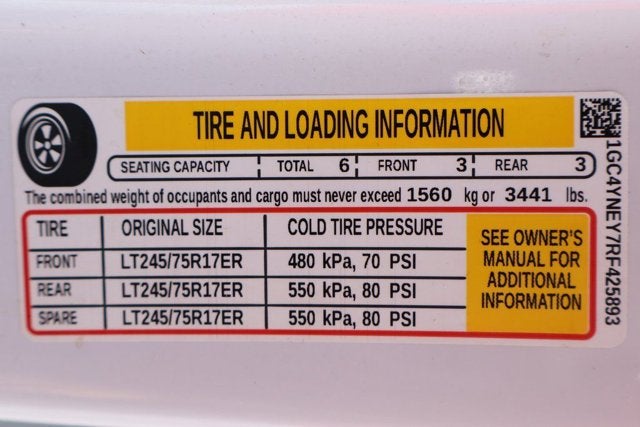 TIRE AND LOADING INFORMATION
SEATING CAPACITY TOTAL 6 FRONT 3 REAR 3
The combined weight of occupants and cargo must never exceed 1560 kg or 3441 lbs.
TIRE ORIGINAL SIZE COLD TIRE PRESSURE
FRONT LT245/75R17ER 480 kPa, 70 PSI
REAR LT245/75R17ER 550 kPa, 80 PSI
SPARE LT245/75R17ER 550 kPa, 80 PSI
SEE OWNER'S
MANUAL FOR
ADDITIONAL
INFORMATION
1GC4YNEY7RF425893